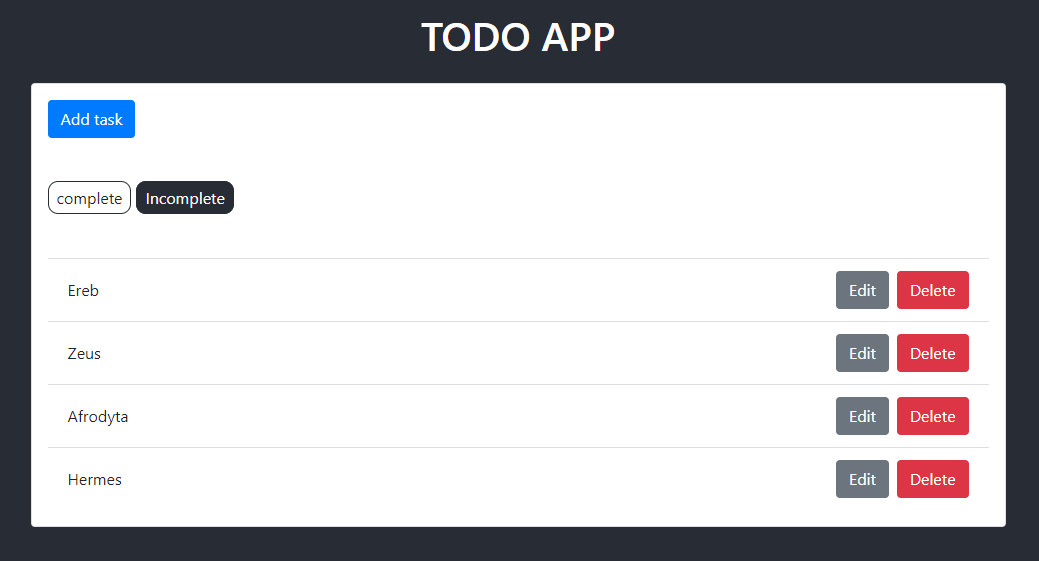 TODO APP
Add task
complete Incomplete
Ereb Edit Delete
Zeus Edit Delete
Afrodyta Edit Delete
Hermes Edit Delete